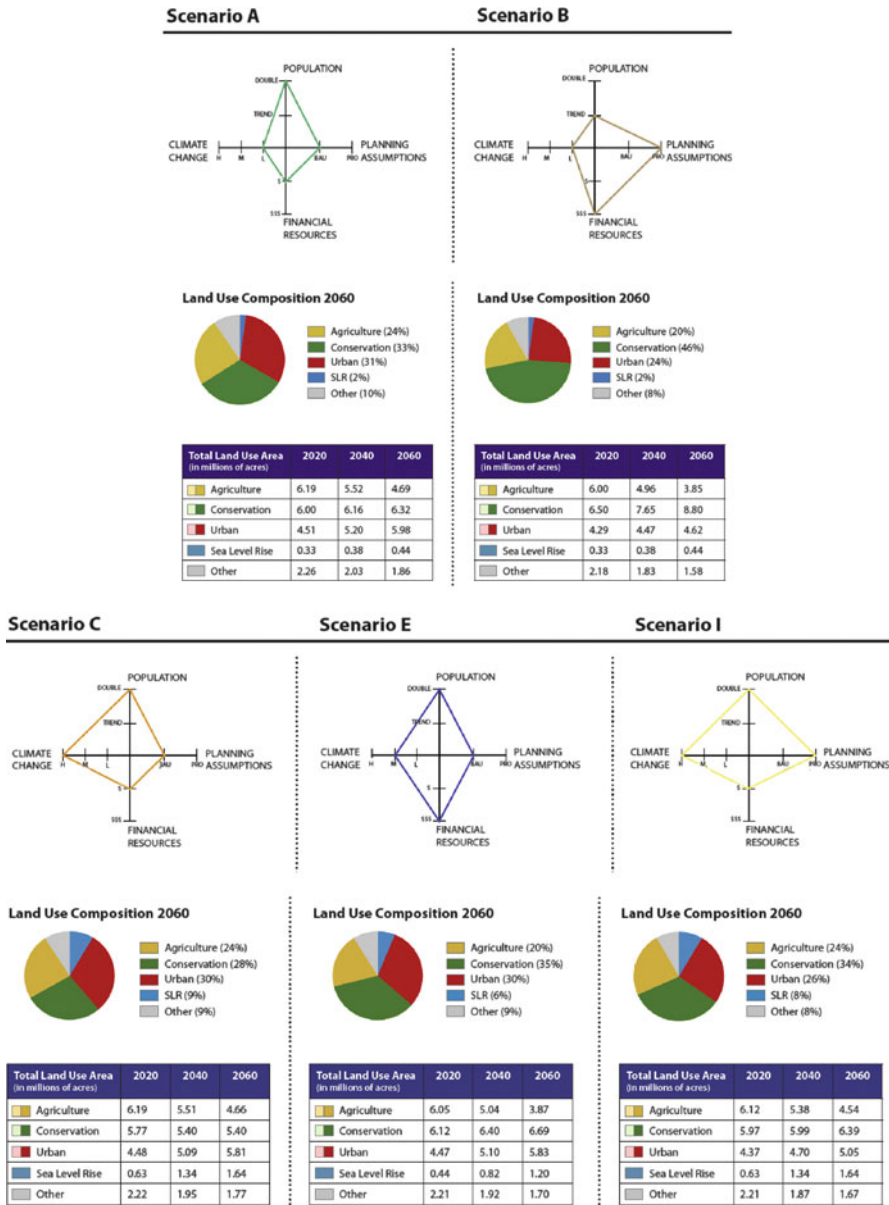 Scenario A
Scenario B
POPULATION
DOUBLE
TREND
CLIMATE
CHANGE
H M L
BAU PRO
PLANNING
ASSUMPTIONS
$
$$$
FINANCIAL
RESOURCES
POPULATION
DOUBLE
TREND
CLIMATE
CHANGE
H M L
BAU PRO
PLANNING
ASSUMPTIONS
$
$$$
FINANCIAL
RESOURCES
Land Use Composition 2060
Agriculture (24%)
Conservation (33%)
Urban (31%)
SLR (2%)
Other (10%)
Land Use Composition 2060
Agriculture (20%)
Conservation (46%)
Urban (24%)
SLR (2%)
Other (8%)
Total Land Use Area 2020 2040 2060
(in millions of acres)
Agriculture 6.19 5.52 4.69
Conservation 6.00 6.16 6.32
Urban 4.51 5.20 5.98
Sea Level Rise 0.33 0.38 0.44
Other 2.26 2.03 1.86
Total Land Use Area 2020 2040 2060
(in millions of acres)
Agriculture 6.00 4.96 3.85
Conservation 6.50 7.65 8.80
Urban 4.29 4.47 4.62
Sea Level Rise 0.33 0.38 0.44
Other 2.18 1.83 1.58
Scenario C
Scenario E
Scenario I
POPULATION
DOUBLE
TREND
CLIMATE
CHANGE
H M L
BAU PRO
PLANNING
ASSUMPTIONS
$
$$$
FINANCIAL
RESOURCES
POPULATION
DOUBLE
TREND
CLIMATE
CHANGE
H M L
BAU PRO
PLANNING
ASSUMPTIONS
$
$$$
FINANCIAL
RESOURCES
POPULATION
DOUBLE
TREND
CLIMATE
CHANGE
H M L
BAU PRO
PLANNING
ASSUMPTIONS
$
$$$
FINANCIAL
RESOURCES
Land Use Composition 2060
Agriculture (24%)
Conservation (28%)
Urban (30%)
SLR (9%)
Other (9%)
Land Use Composition 2060
Agriculture (20%)
Conservation (35%)
Urban (30%)
SLR (6%)
Other (9%)
Land Use Composition 2060
Agriculture (24%)
Conservation (34%)
Urban (26%)
SLR (8%)
Other (8%)
Total Land Use Area 2020 2040 2060
(in millions of acres)
Agriculture 6.19 5.51 4.66
Conservation 5.77 5.40 5.40
Urban 4.48 5.09 5.81
Sea Level Rise 0.63 1.34 1.64
Other 2.22 1.95 1.77
Total Land Use Area 2020 2040 2060
(in millions of acres)
Agriculture 6.05 5.04 3.87
Conservation 6.12 6.40 6.69
Urban 4.47 5.10 5.83
Sea Level Rise 0.44 0.82 1.20
Other 2.21 1.92 1.70
Total Land Use Area 2020 2040 2060
(in millions of acres)
Agriculture 6.12 5.38 4.54
Conservation 5.97 5.99 6.39
Urban 4.37 4.70 5.05
Sea Level Rise 0.63 1.34 1.64
Other 2.21 1.87 1.67